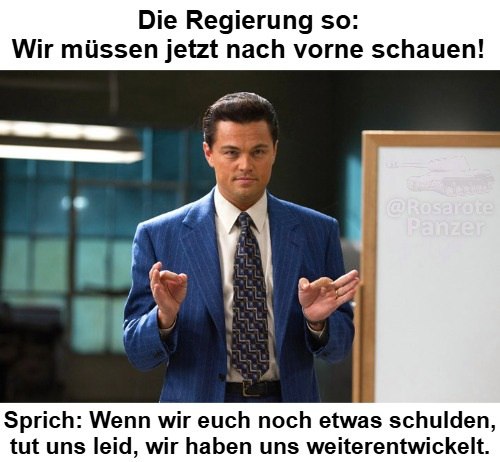 Die Regierung so:
Wir müssen jetzt nach vorne schauen!
@Rosarote
Panzer
Sprich: Wenn wir euch noch etwas schulden,
tut uns leid, wir haben uns weiterentwickelt.